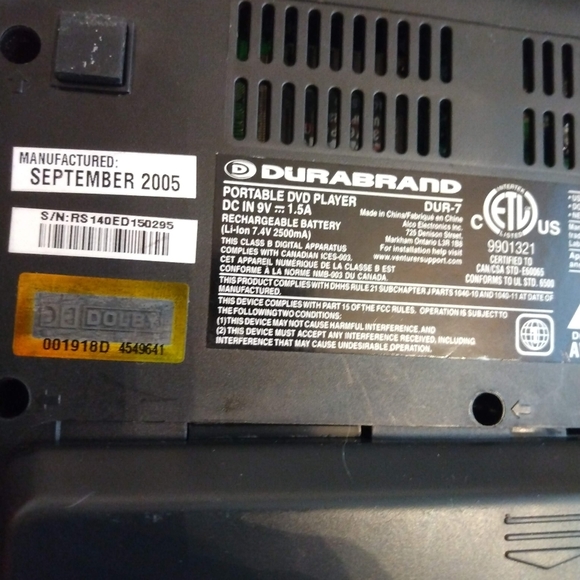 MANUFACTURED:
SEPTEMBER 2005
S/N:RS140ED150295
DOLBY
001918D 4549641
D DURABRAND
PORTABLE DVD PLAYER DUR-7
DC IN 9V 1.5A
RECHARGEABLE BATTERY
(Li-Ion 7.4V 2500mA)
Made in China/Fabriqué en Chine
Alco Electronics Inc.
725 Denison Street
Markham Ontario L3R 1B8
For installation help visit
www.venturersupport.
THIS CLASS B DIGITAL APPARATUS
COMPLIES WITH CANADIAN ICES-003.
CET APPAREIL NUMÉRIQUE DE LA CLASSE B EST
CONFORME À LA NORME NMB-003 DU CANADA.
THIS PRODUCT COMPLIES WITH DHHS RULE 21 SUBCHAPTER J PARTS 1040-10 AND 1040-11 AT DATE OF
MANUFACTURED.
THIS DEVICE COMPLIES WITH PART 15 OF THE FCC RULES. OPERATION IS SUBJECT TO
THE FOLLOWING TWO CONDITIONS:
(1) THIS DEVICE MAY NOT CAUSE HARMFUL INTERFERENCE, AND
(2) THIS DEVICE MUST ACCEPT ANY INTERFERENCE RECEIVED, INCLUDING
INTERFERENCE THAT MAY CAUSE UNDESIRABLE OPERATION.
INTERTEK
C ETL US
LISTED
9901321
CERTIFIED TO
CAN/CSA STD-E60065
CONFORMS TO UL STD. 6500